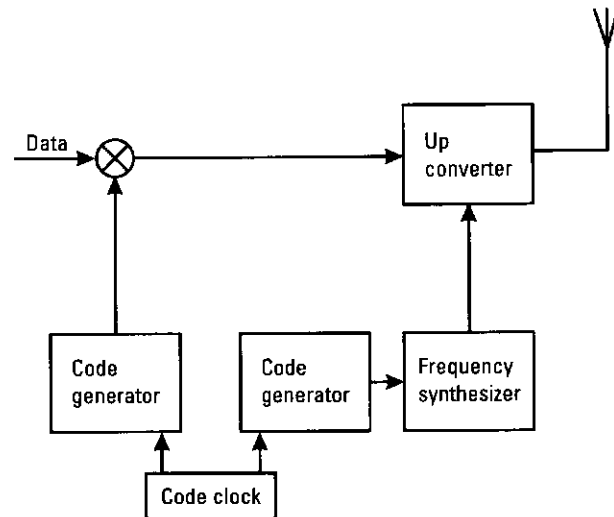 Data
Up
converter
Code
generator
Code
generator
Frequency
synthesizer
Code clock